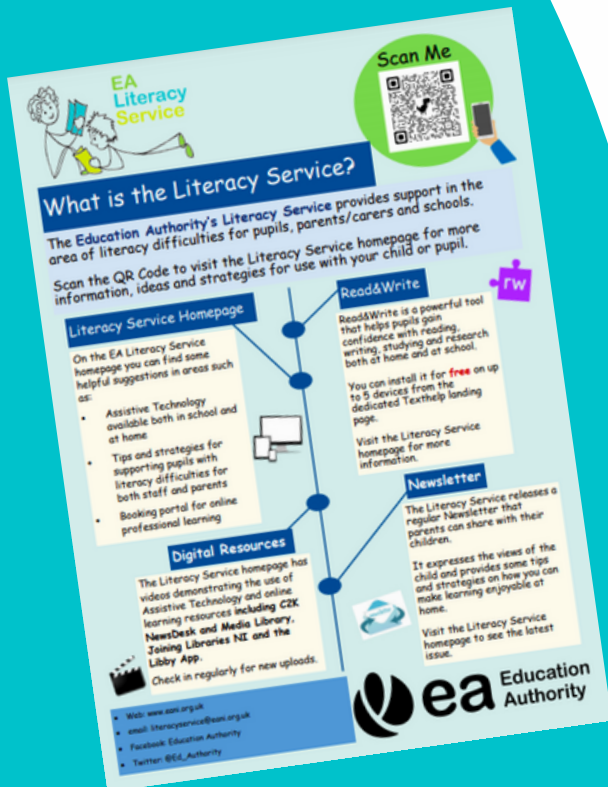 EA
Literacy
Service
Scan Me
What is the Literacy Service?
The Education Authority's Literacy Service provides support in the
area of literacy difficulties for pupils, parents/carers and schools.
Scan the QR Code to visit the Literacy Service homepage for more
information, ideas and strategies for use with your child or pupil.
Literacy Service Homepage
On the EA Literacy Service
homepage you can find some
helpful suggestions in areas such
as:
• Assistive Technology
available both in school and
at home
• Tips and strategies for
supporting pupils with
literacy difficulties for
both staff and parents
• Booking portal for online
professional learning
Read&Write
rw
Read&Write is a powerful tool
that helps pupils gain
confidence with reading,
writing, studying and research
both at home and at school.
You can install it for free on up
to 5 devices from the
dedicated Texthelp landing
page.
Visit the Literacy Service
homepage for more
information.
Digital Resources
The Literacy Service homepage has
videos demonstrating the use of
Assistive Technology and online
learning resources including C2K
NewsDesk and Media Library,
Joining Libraries NI and the
Libby App.
Check in regularly for new uploads.
Newsletter
The Literacy Service releases a
regular Newsletter that
parents can share with their
children.
It expresses the views of the
child and provides some tips
and strategies on how you can
make learning enjoyable at
home.
Visit the Literacy Service
homepage to see the latest
issue.
• Web: www.eani.org.uk
• email: literacyservice@eani.org.uk
• Facebook: Education Authority
• Twitter: @Ed_Authority
ea Education
Authority